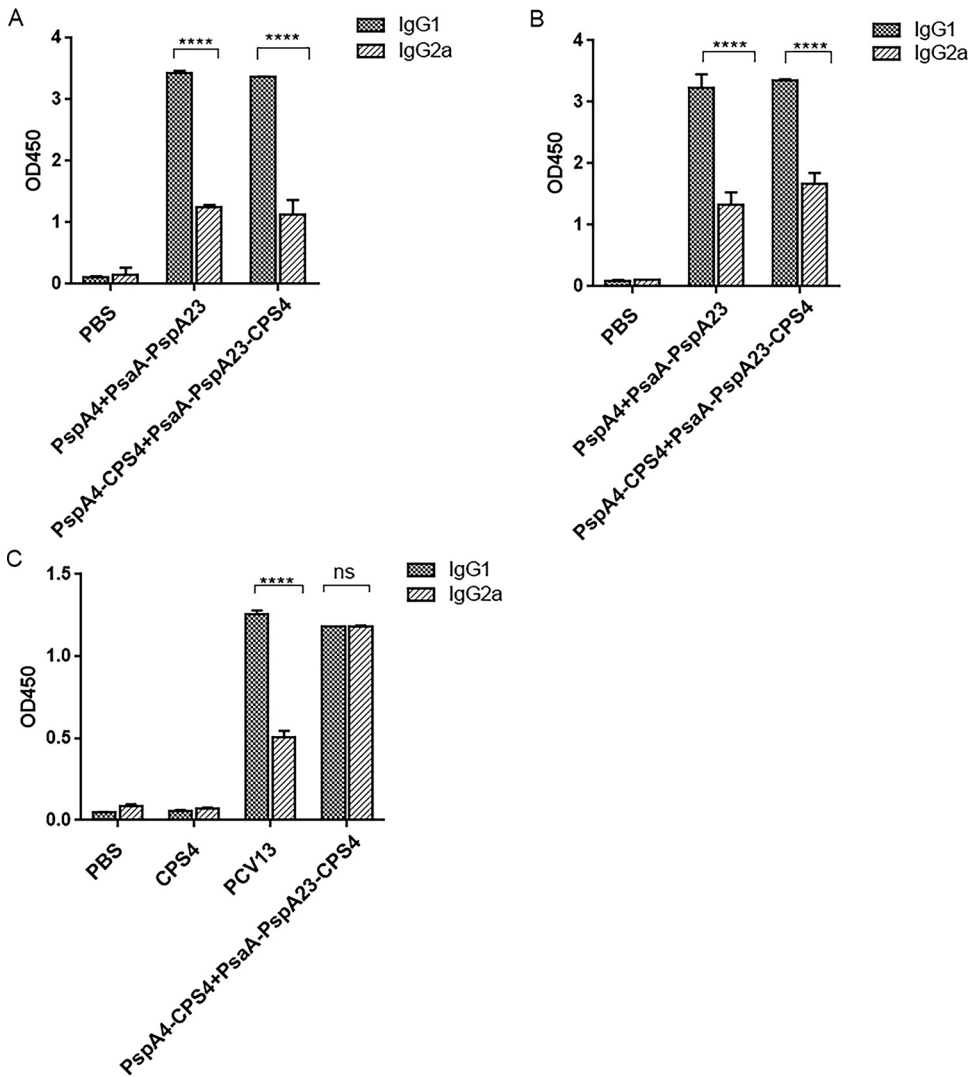 A
IgG1
IgG2a
OD450
4
3
2
1
0
****
****
PBS
PspA4+PsaA-PspA23
PspA4-CPS4+PsaA-PspA23-CPS4
B
IgG1
IgG2a
OD450
4
3
2
1
0
****
****
PBS
PspA4+PsaA-PspA23
PspA4-CPS4+PsaA-PspA23-CPS4
C
IgG1
IgG2a
OD450
1.5
1.0
0.5
0.0
****
ns
PBS
CPS4
PCV13
PspA4-CPS4+PsaA-PspA23-CPS4